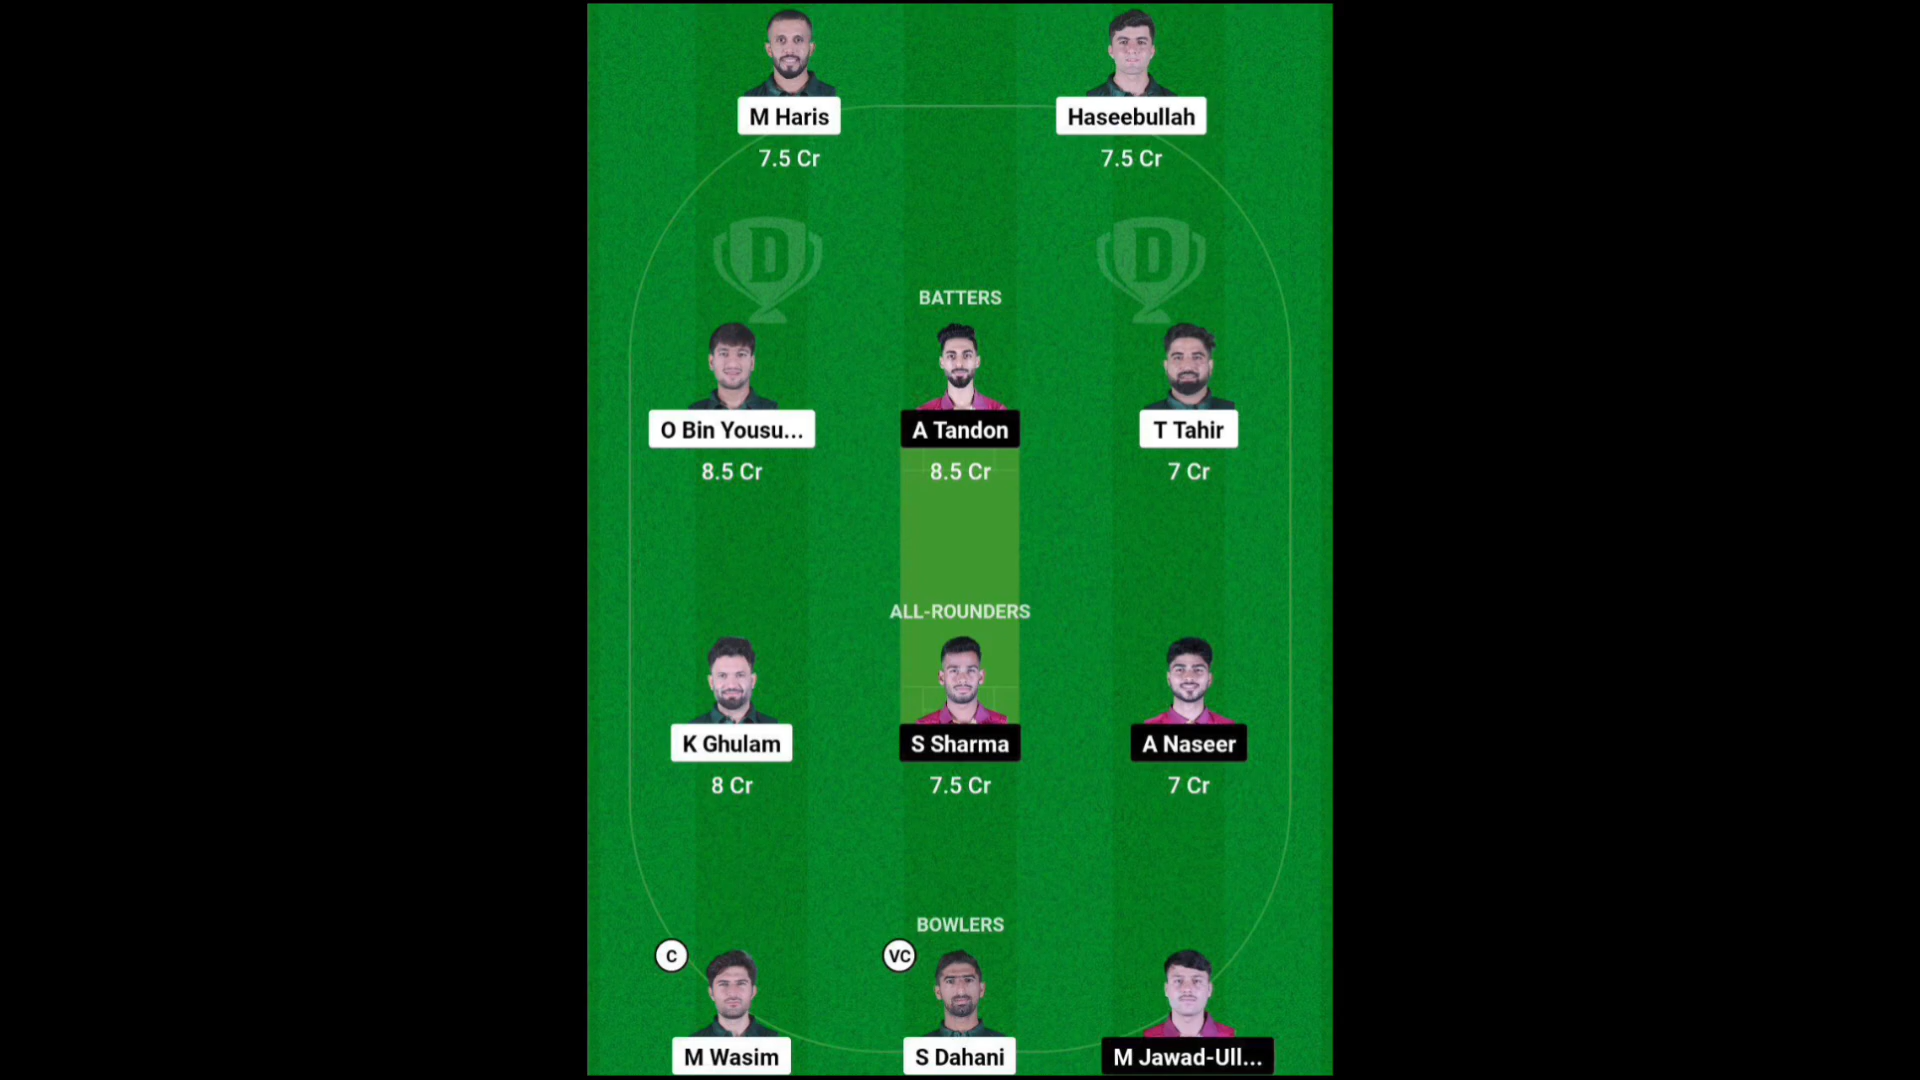 M Haris
Haseebullah
7.5 Cr
7.5 Cr
D
D
BATTERS
O Bin Yousu...
A Tandon
T Tahir
8.5 Cr
8.5 Cr
7 Cr
ALL-ROUNDERS
K Ghulam
S Sharma
A Naseer
8 Cr
7.5 Cr
7 Cr
BOWLERS
C
VC
M Wasim
S Dahani
M Jawad-Ull...